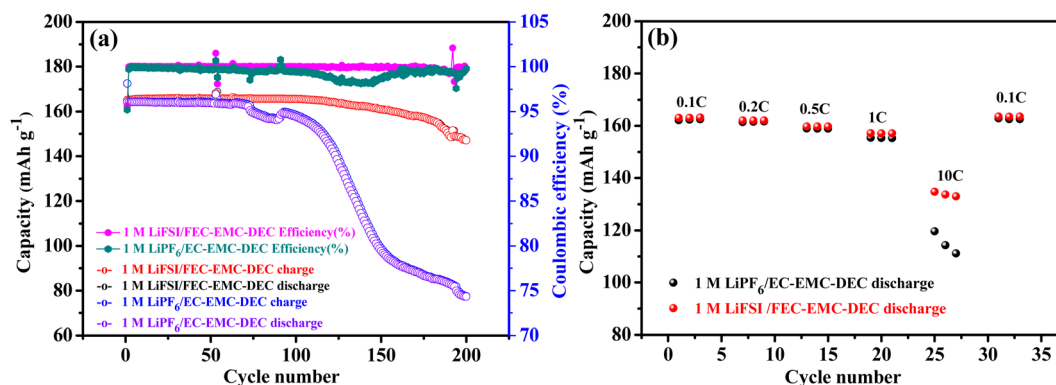 (a)
200
180
160
140
120
100
80
60
Capacity (mAh g-1)
0
50
100
150
200
Cycle number
105
100
95
90
85
80
75
70
Coulombic efficiency (%)
1 M LiFSI/FEC-EMC-DEC Efficiency(%)
1 M LiPF6/EC-EMC-DEC Efficiency(%)
1 M LiFSI/FEC-EMC-DEC charge
1 M LiFSI/FEC-EMC-DEC discharge
1 M LiPF6/EC-EMC-DEC charge
1 M LiPF6/EC-EMC-DEC discharge
(b)
200
180
160
140
120
100
80
Capacity (mAh g-1)
0.1C
0.2C
0.5C
1C
10C
0.1C
1 M LiPF6/EC-EMC-DEC discharge
1 M LiFSI /FEC-EMC-DEC discharge
0
5
10
15
20
25
30
35
Cycle number